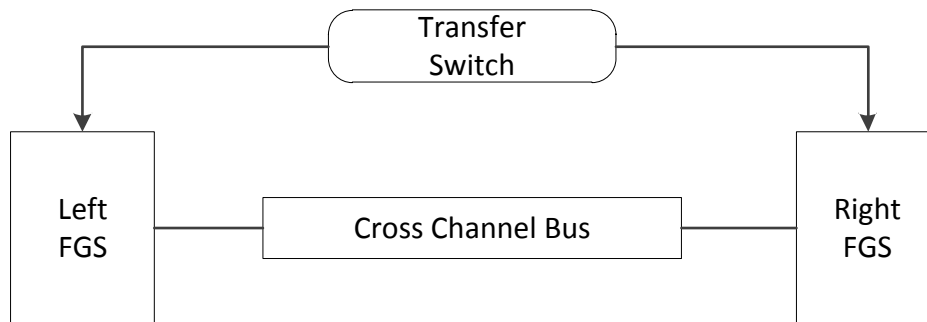 Transfer
Switch
Left
FGS
Cross Channel Bus
Right
FGS